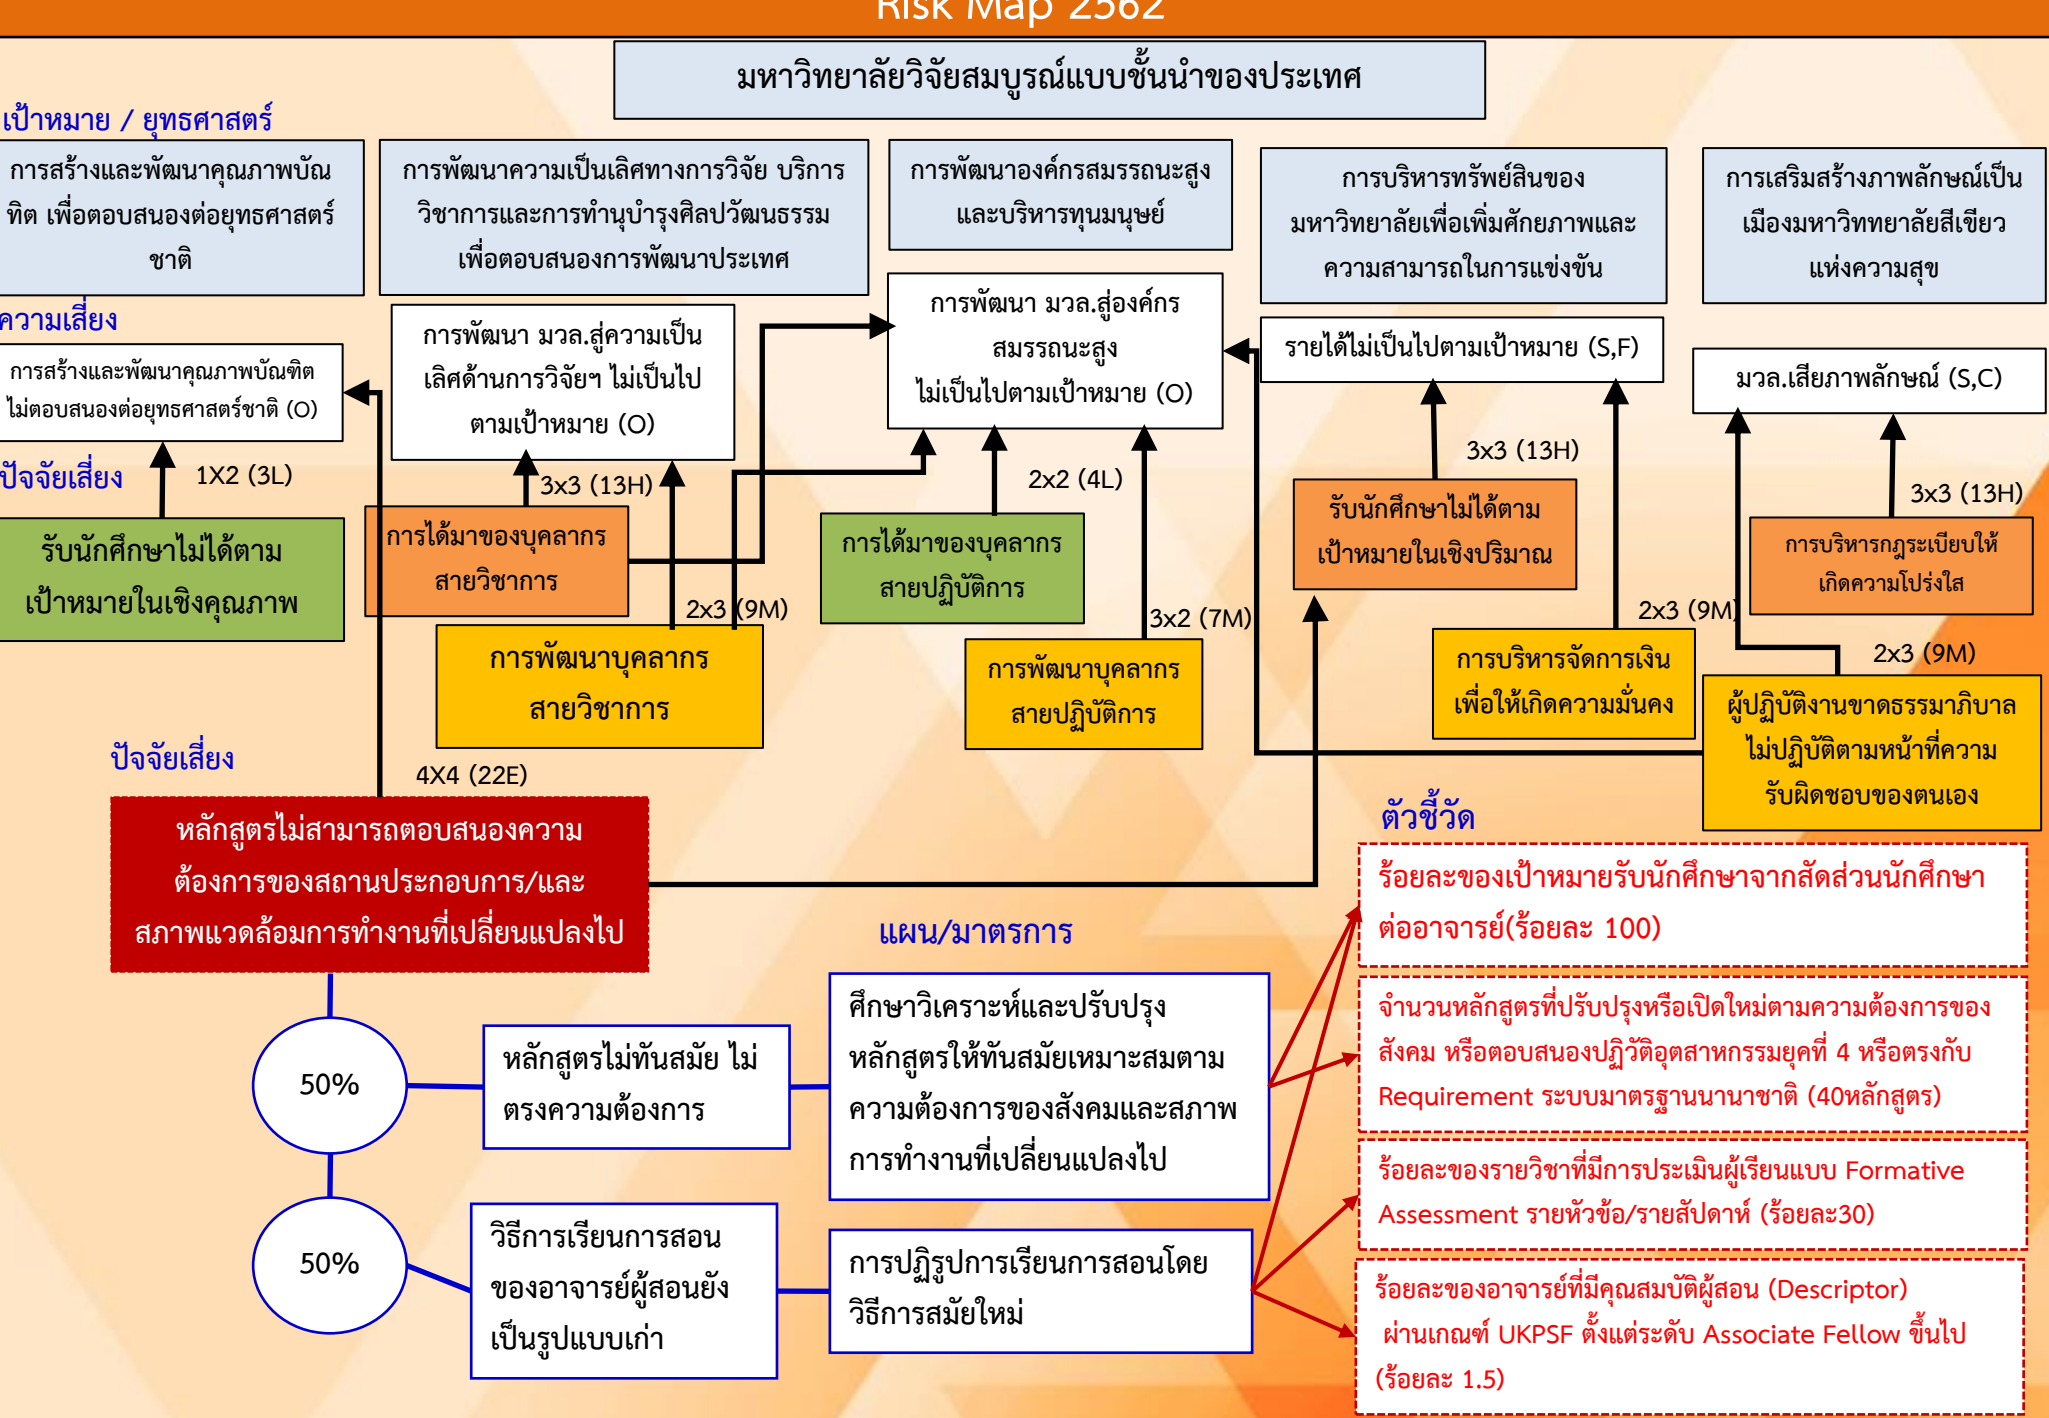 Risk Map 2562
มหาวิทยาลัยวิจัยสมบูรณ์แบบชั้นนำของประเทศ
เป้าหมาย / ยุทธศาสตร์
การสร้างและพัฒนาคุณภาพบัณ
ทิต เพื่อตอบสนองต่อยุทธศาสตร์
ชาติ
การพัฒนาความเป็นเลิศทางการวิจัย บริการ
วิชาการและการทำนุบำรุงศิลปวัฒนธรรม
เพื่อตอบสนองการพัฒนาประเทศ
การพัฒนาองค์กรสมรรถนะสูง
และบริหารทุนมนุษย์
การบริหารทรัพย์สินของ
มหาวิทยาลัยเพื่อเพิ่มศักยภาพและ
ความสามารถในการแข่งขัน
การเสริมสร้างภาพลักษณ์เป็น
เมืองมหาวิททยาลัยสีเขียว
แห่งความสุข
ความเสี่ยง
การสร้างและพัฒนาคุณภาพบัณฑิต
ไม่ตอบสนองต่อยุทธศาสตร์ชาติ (O)
การพัฒนา มวล.สู่ความเป็น
เลิศด้านการวิจัยฯ ไม่เป็นไป
ตามเป้าหมาย (O)
การพัฒนา มวล.สู่องค์กร
สมรรถนะสูง
ไม่เป็นไปตามเป้าหมาย (O)
รายได้ไม่เป็นไปตามเป้าหมาย (S,F)
มวล.เสียภาพลักษณ์ (S,C)
ปัจจัยเสี่ยง
1X2 (3L)
3x3 (13H)
2x2 (4L)
3x3 (13H)
3x3 (13H)
รับนักศึกษาไม่ได้ตาม
เป้าหมายในเชิงคุณภาพ
การได้มาของบุคลากร
สายวิชาการ
การได้มาของบุคลากร
สายปฏิบัติการ
รับนักศึกษาไม่ได้ตาม
เป้าหมายในเชิงปริมาณ
การบริหารกฎระเบียบให้
เกิดความโปร่งใส
2x3 (9M)
3x2 (7M)
2x3 (9M)
2x3 (9M)
การพัฒนาบุคลากร
สายวิชาการ
การพัฒนาบุคลากร
สายปฏิบัติการ
การบริหารจัดการเงิน
เพื่อให้เกิดความมั่นคง
ผู้ปฏิบัติงานขาดธรรมาภิบาล
ไม่ปฏิบัติตามหน้าที่ความ
รับผิดชอบของตนเอง
ปัจจัยเสี่ยง
4X4 (22E)
หลักสูตรไม่สามารถตอบสนองความ
ต้องการของสถานประกอบการ/และ
สภาพแวดล้อมการทำงานที่เปลี่ยนแปลงไป
แผน/มาตรการ
ตัวชี้วัด
50%
หลักสูตรไม่ทันสมัย ไม่
ตรงความต้องการ
ศึกษาวิเคราะห์และปรับปรุง
หลักสูตรให้ทันสมัยเหมาะสมตาม
ความต้องการของสังคมและสภาพ
การทำงานที่เปลี่ยนแปลงไป
50%
วิธีการเรียนการสอน
ของอาจารย์ผู้สอนยัง
เป็นรูปแบบเก่า
การปฏิรูปการเรียนการสอนโดย
วิธีการสมัยใหม่
ร้อยละของเป้าหมายรับนักศึกษาจากสัดส่วนนักศึกษา
ต่ออาจารย์(ร้อยละ 100)
จำนวนหลักสูตรที่ปรับปรุงหรือเปิดใหม่ตามความต้องการของ
สังคม หรือตอบสนองปฏิวัติอุตสาหกรรมยุคที่ 4 หรือตรงกับ
Requirement ระบบมาตรฐานนานาชาติ (40หลักสูตร)
ร้อยละของรายวิชาที่มีการประเมินผู้เรียนแบบ Formative
Assessment รายหัวข้อ/รายสัปดาห์ (ร้อยละ30)
ร้อยละของอาจารย์ที่มีคุณสมบัติผู้สอน (Descriptor)
ผ่านเกณฑ์ UKPSF ตั้งแต่ระดับ Associate Fellow ขึ้นไป
(ร้อยละ 1.5)